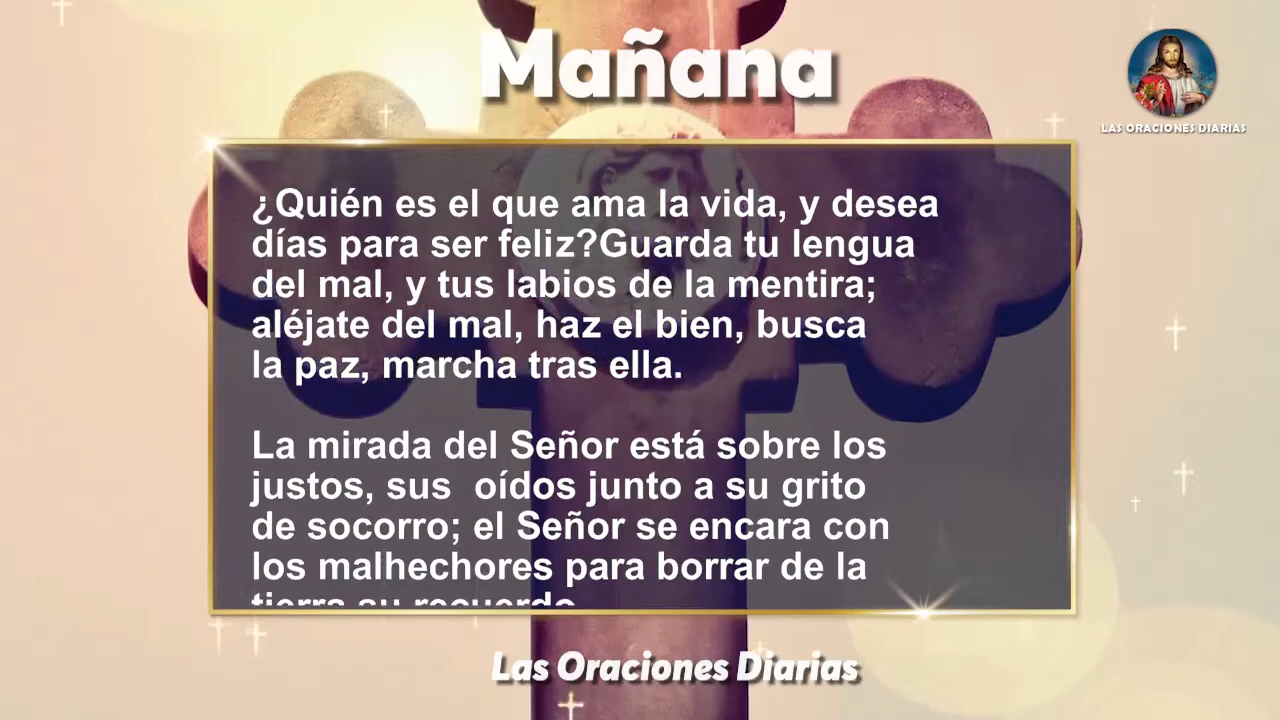 Mañana
LAS ORACIONES DIARIAS
¿Quién es el que ama la vida, y desea
días para ser feliz?Guarda tu lengua
del mal, y tus labios de la mentira;
aléjate del mal, haz el bien, busca
la paz, marcha tras ella.
La mirada del Señor está sobre los
justos, sus  oídos junto a su grito
de socorro; el Señor se encara con
los malhechores para borrar de la
tierra su recuerdo
Las Oraciones Diarias